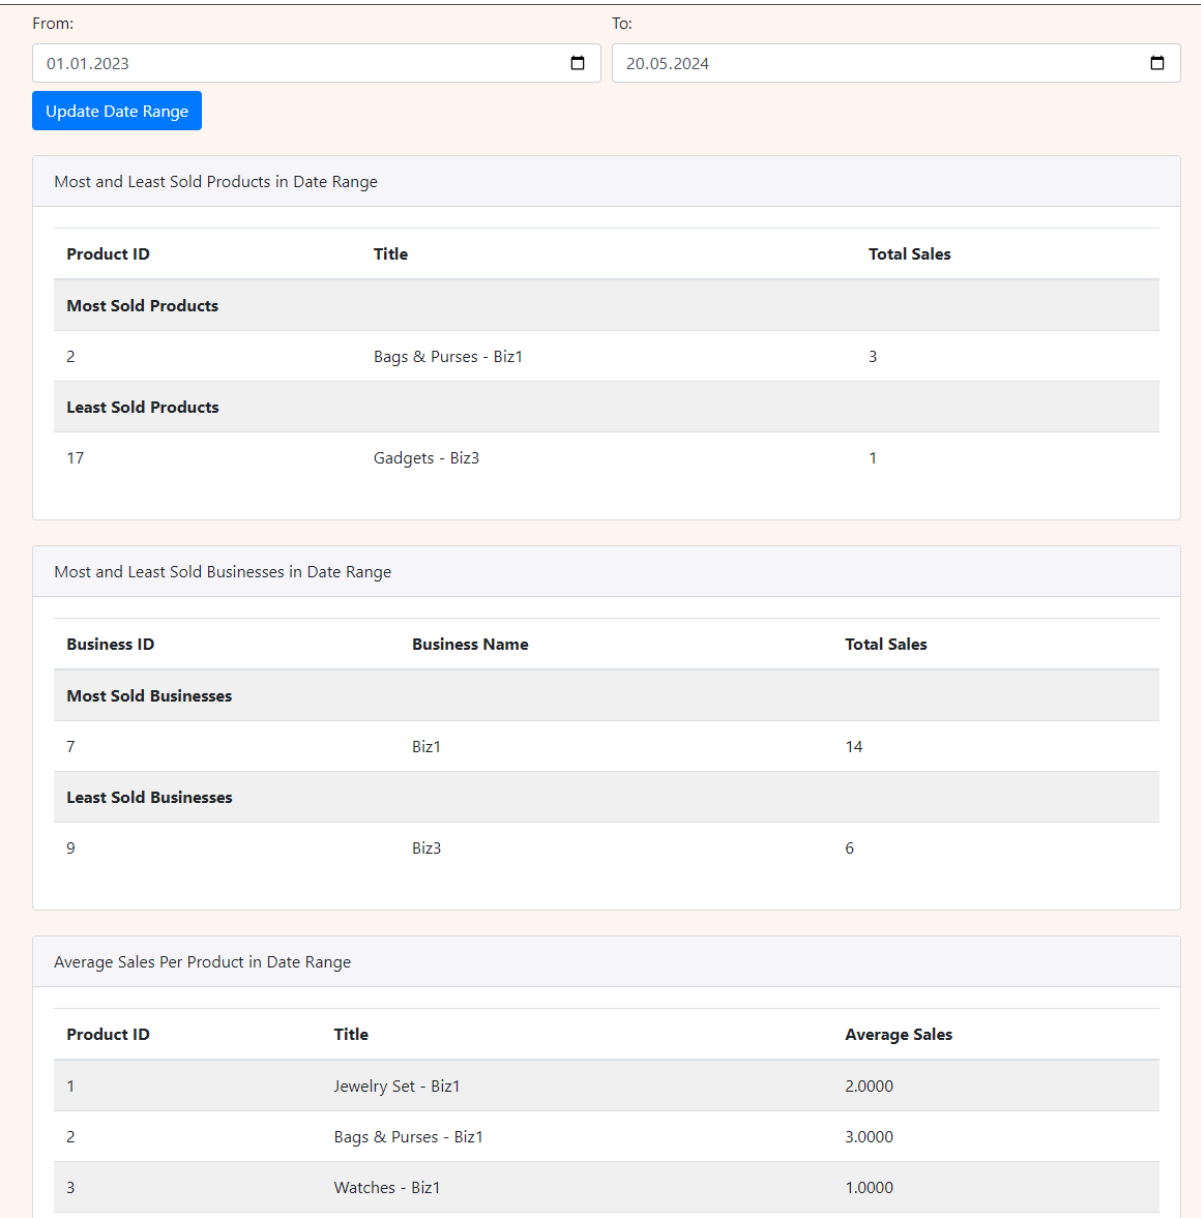 From: To:
01.01.2023 20.05.2024
Update Date Range
Most and Least Sold Products in Date Range
Product ID Title Total Sales
Most Sold Products
2 Bags & Purses - Biz1 3
Least Sold Products
17 Gadgets - Biz3 1
Most and Least Sold Businesses in Date Range
Business ID Business Name Total Sales
Most Sold Businesses
7 Biz1 14
Least Sold Businesses
9 Biz3 6
Average Sales Per Product in Date Range
Product ID Title Average Sales
1 Jewelry Set - Biz1 2.0000
2 Bags & Purses - Biz1 3.0000
3 Watches - Biz1 1.0000